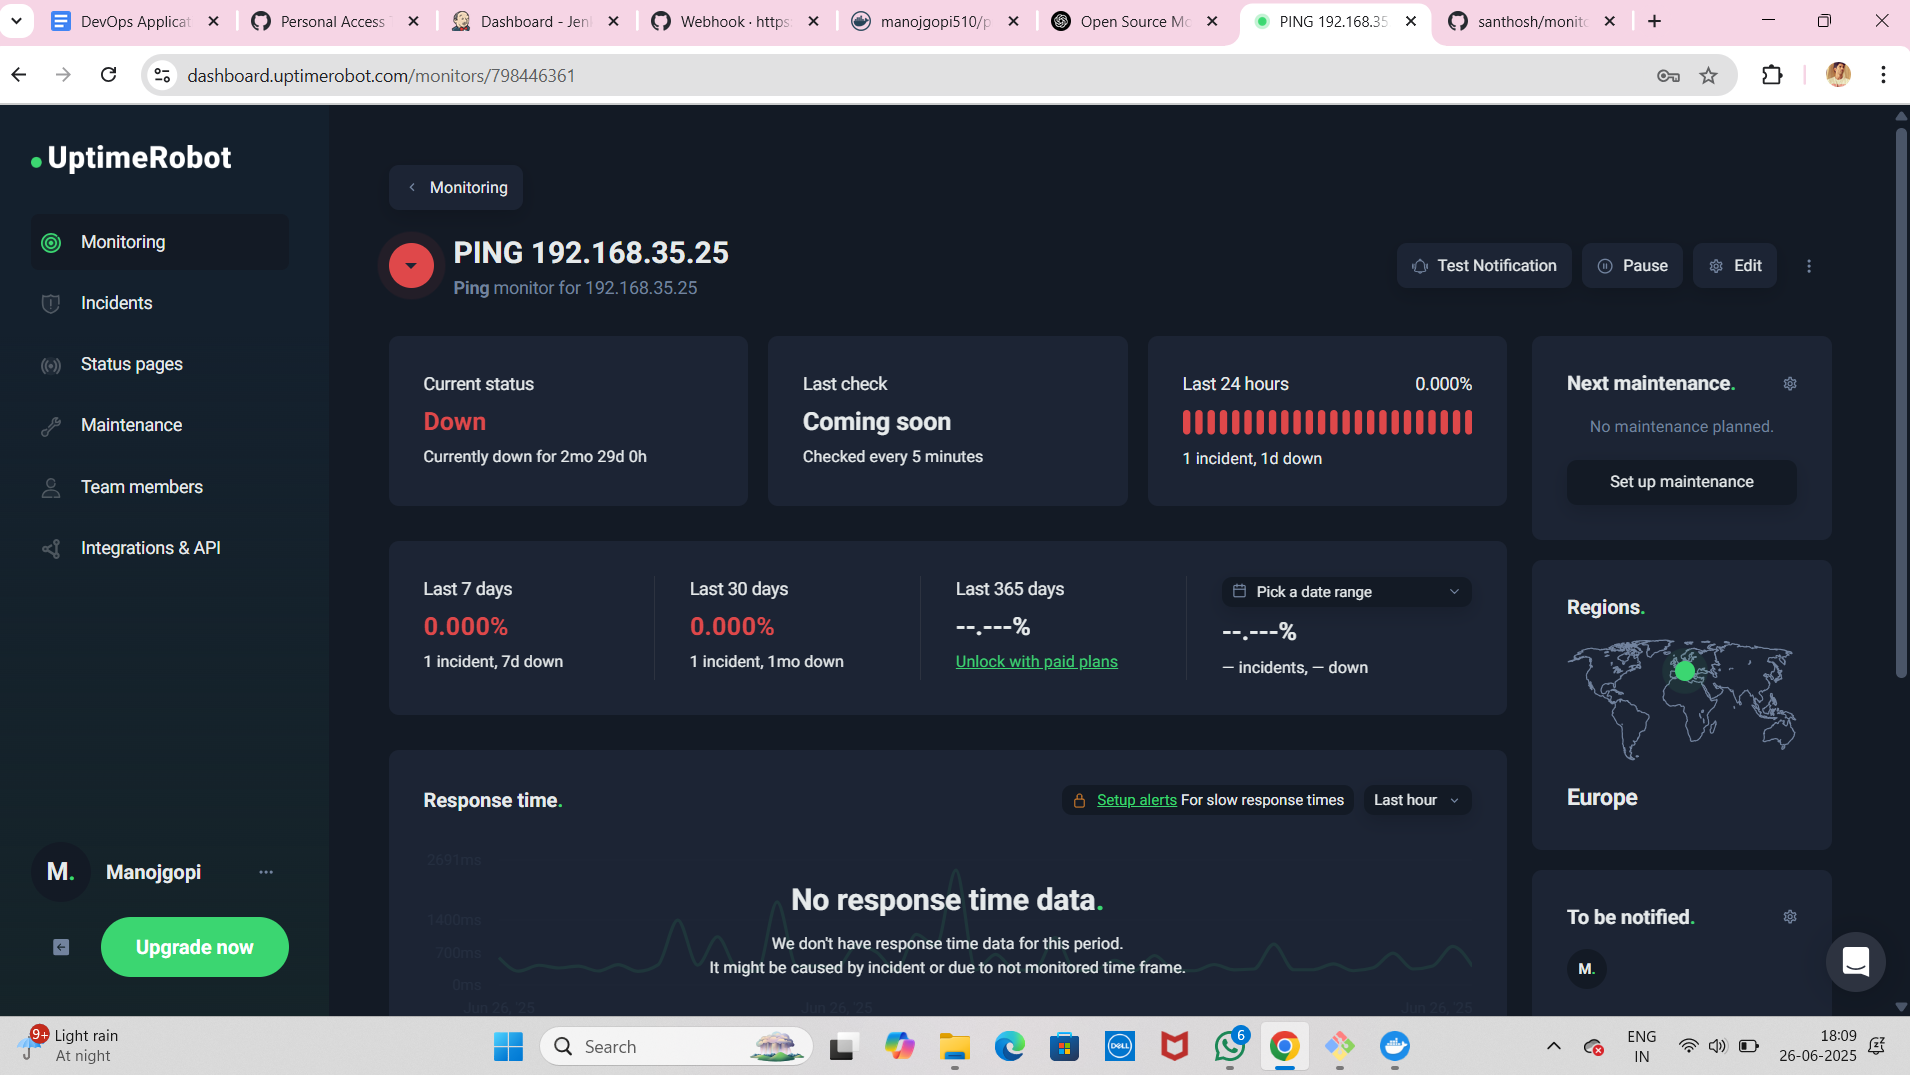 DevOps Applicat
Personal Access T
Dashboard - Jen
Webhook · https:
manojgopi510/p
Open Source Mo
PING 192.168.35
santhosh/monito
dashboard.uptimerobot.com/monitors/798446361
UptimeRobot
Monitoring
Incidents
Status pages
Maintenance
Team members
Integrations & API
M.
Manojgopi
Upgrade now
Monitoring
PING 192.168.35.25
Ping monitor for 192.168.35.25
Test Notification
Pause
Edit
Current status
Down
Currently down for 2mo 29d 0h
Last check
Coming soon
Checked every 5 minutes
Last 24 hours
0.000%
1 incident, 1d down
Last 7 days
0.000%
1 incident, 7d down
Last 30 days
0.000%
1 incident, 1mo down
Last 365 days
--.---%
Unlock with paid plans
Pick a date range
--.---%
— incidents, — down
Response time.
Setup alerts For slow response times
Last hour
2691ms
1400ms
700ms
0ms
No response time data.
We don't have response time data for this period.
It might be caused by incident or due to not monitored time frame.
Jun 26, '25
Jun 26, '25
Jun 26, '25
Next maintenance.
No maintenance planned.
Set up maintenance
Regions.
Europe
To be notified.
M.
9+
Light rain
At night
Search
DELL
6
ENG
IN
18:09
26-06-2025